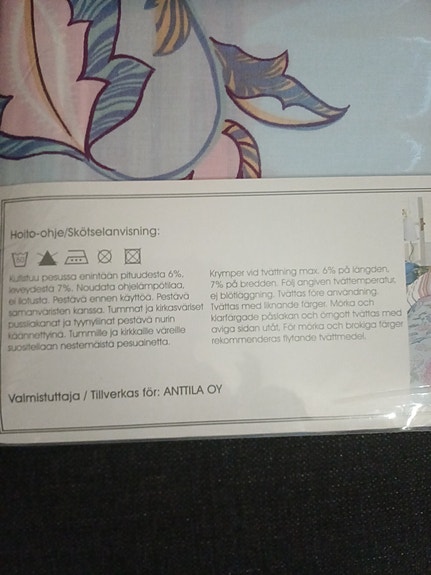 Hoito-ohje/Skötselanvisning:
Kutistuu pesussa enintään pituudesta 6%,
leveydestä 7%. Noudata ohjelämpötilaa,
ei liotusta. Pestävä ennen käyttöä. Pestävä
samanväristen kanssa. Tummat ja kirkasväriset
pussilakanat ja tyynyliinat pestävä nurin
käännettyinä. Tummille ja kirkkaille väreille
suositellaan nestemäistä pesuainetta.
Krymper vid tvättning max. 6% på längden,
7% på bredden. Följ angiven tvättemperatur,
ej blötläggning. Tvättas före användning.
Tvättas med liknande färger. Mörka och
klarfärgade påslakan och örngott tvättas med
aviga sidan utåt. För mörka och brokiga färger
rekommenderas flytande tvättmedel.
Valmistuttaja / Tillverkas för: ANTTILA OY